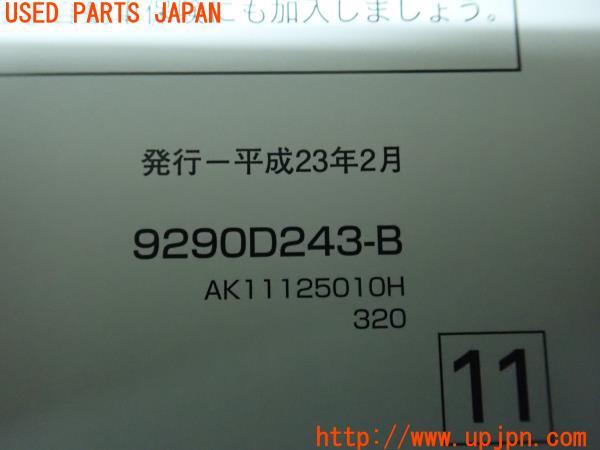 USED PARTS JAPAN
にも加入しましょう。
発行－平成23年2月
9290D243-B
AK11125010H
320
11
http://www.upjpn.com/